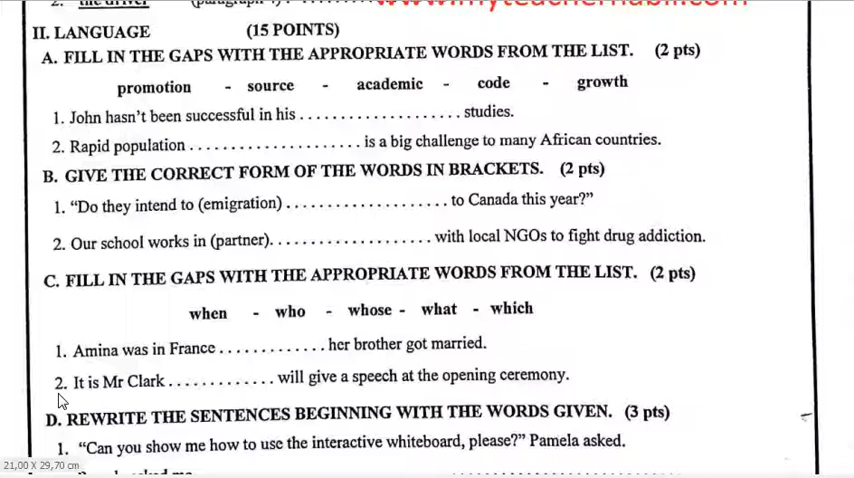 2. the driver (paragraph
II. LANGUAGE (15 POINTS)
A. FILL IN THE GAPS WITH THE APPROPRIATE WORDS FROM THE LIST. (2 pts)
promotion - source - academic - code - growth
1. John hasn't been successful in his . . . . . . . . . . . . . . . . . . . . studies.
2. Rapid population . . . . . . . . . . . . . . . . . . . . . is a big challenge to many African countries.
B. GIVE THE CORRECT FORM OF THE WORDS IN BRACKETS. (2 pts)
1. "Do they intend to (emigration) . . . . . . . . . . . . . . . . . . . . to Canada this year?"
2. Our school works in (partner). . . . . . . . . . . . . . . . . . . . . with local NGOs to fight drug addiction.
C. FILL IN THE GAPS WITH THE APPROPRIATE WORDS FROM THE LIST. (2 pts)
when - who - whose - what - which
1. Amina was in France . . . . . . . . . . . . . her brother got married.
2. It is Mr Clark . . . . . . . . . . . . . will give a speech at the opening ceremony.
D. REWRITE THE SENTENCES BEGINNING WITH THE WORDS GIVEN. (3 pts)
1. "Can you show me how to use the interactive whiteboard, please?" Pamela asked.
21,00 X 29,70 cm